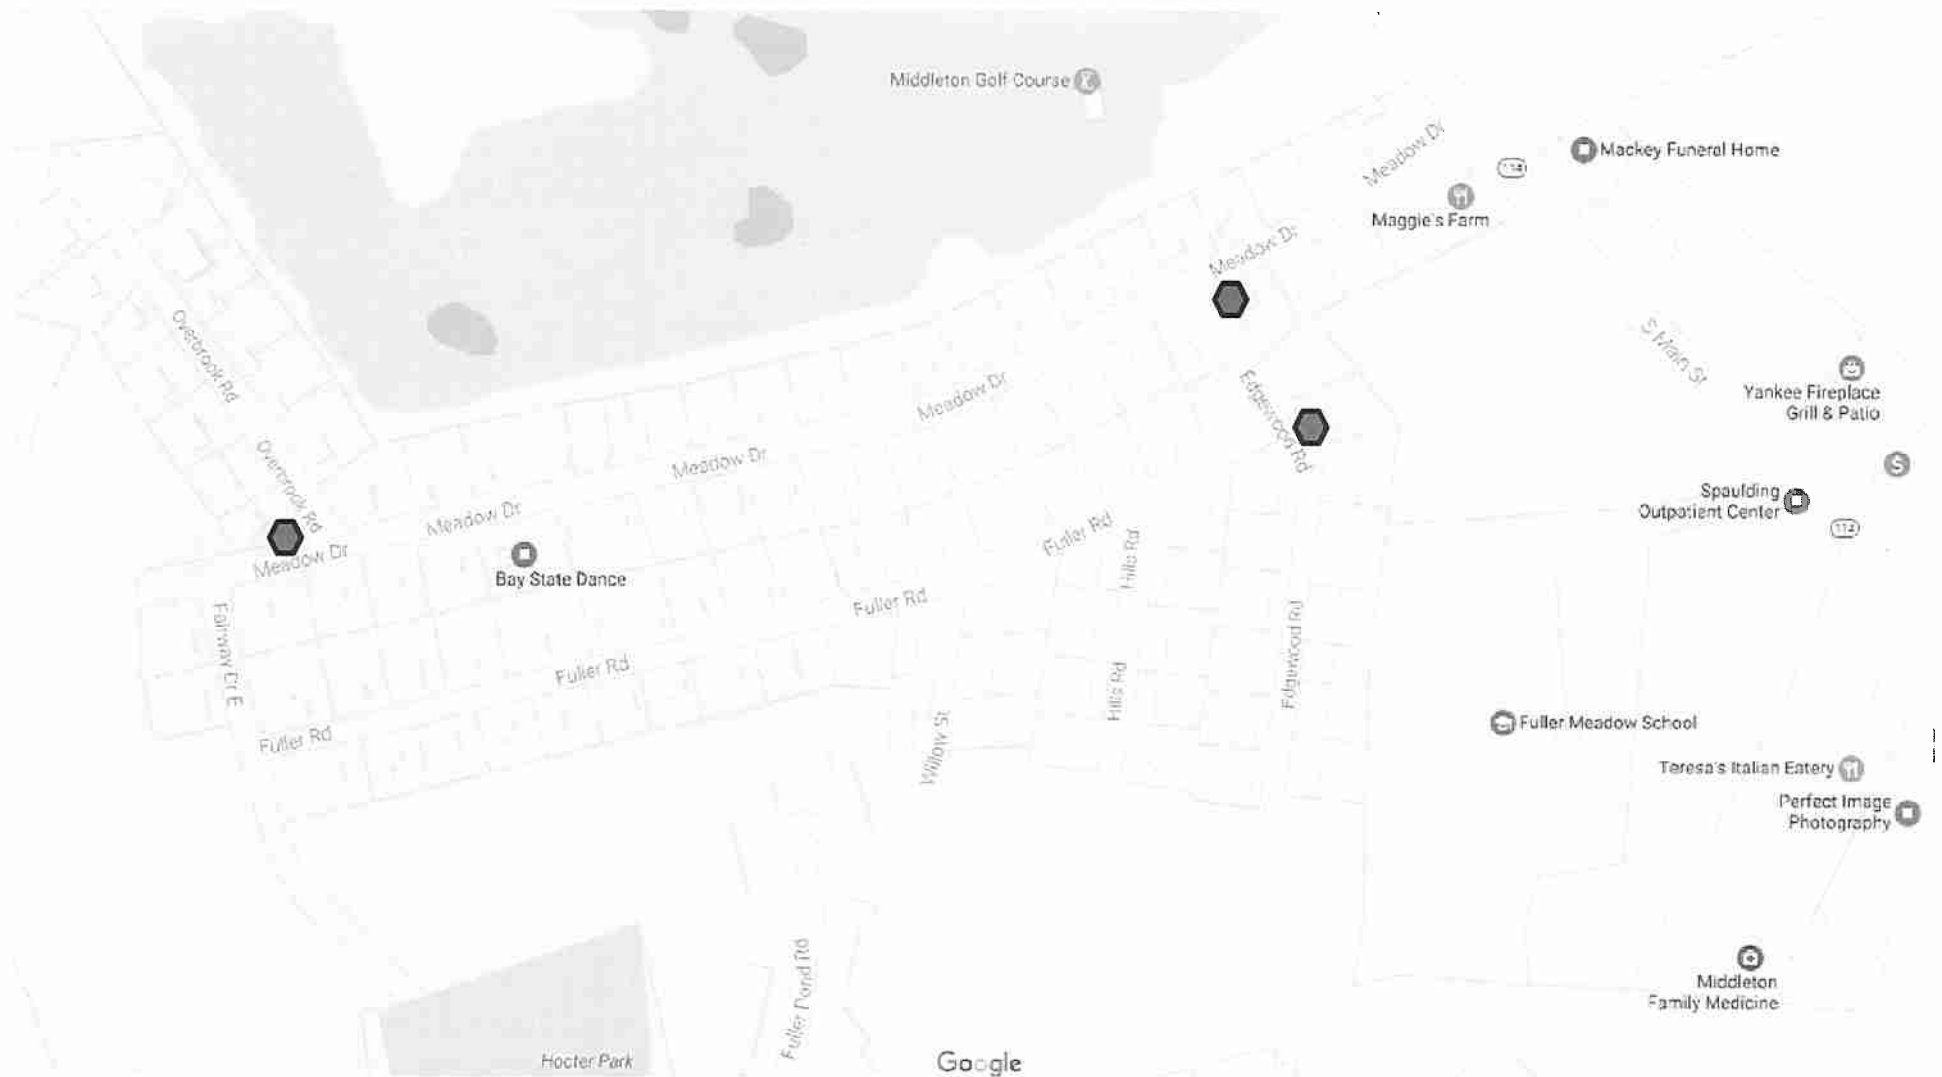 Middleton Golf Course
Meadow Dr
114
Mackey Funeral Home
Maggie's Farm
Meadow Dr
Overbrook Rd
S Main St
Yankee Fireplace
Grill & Patio
Meadow Dr
Edgewood Rd
Meadow Dr
Overbrook Rd
S
Spaulding
Outpatient Center
114
Meadow Dr
Meadow Dr
Bay State Dance
Fuller Rd
Hills Rd
Fuller Rd
Fairway Dr E
Fuller Rd
Edgewood Rd
Hills Rd
Fuller Rd
Willow St
Fuller Meadow School
Teresa's Italian Eatery
Perfect Image
Photography
Middleton
Family Medicine
Fuller Pond Rd
Hocter Park
Google